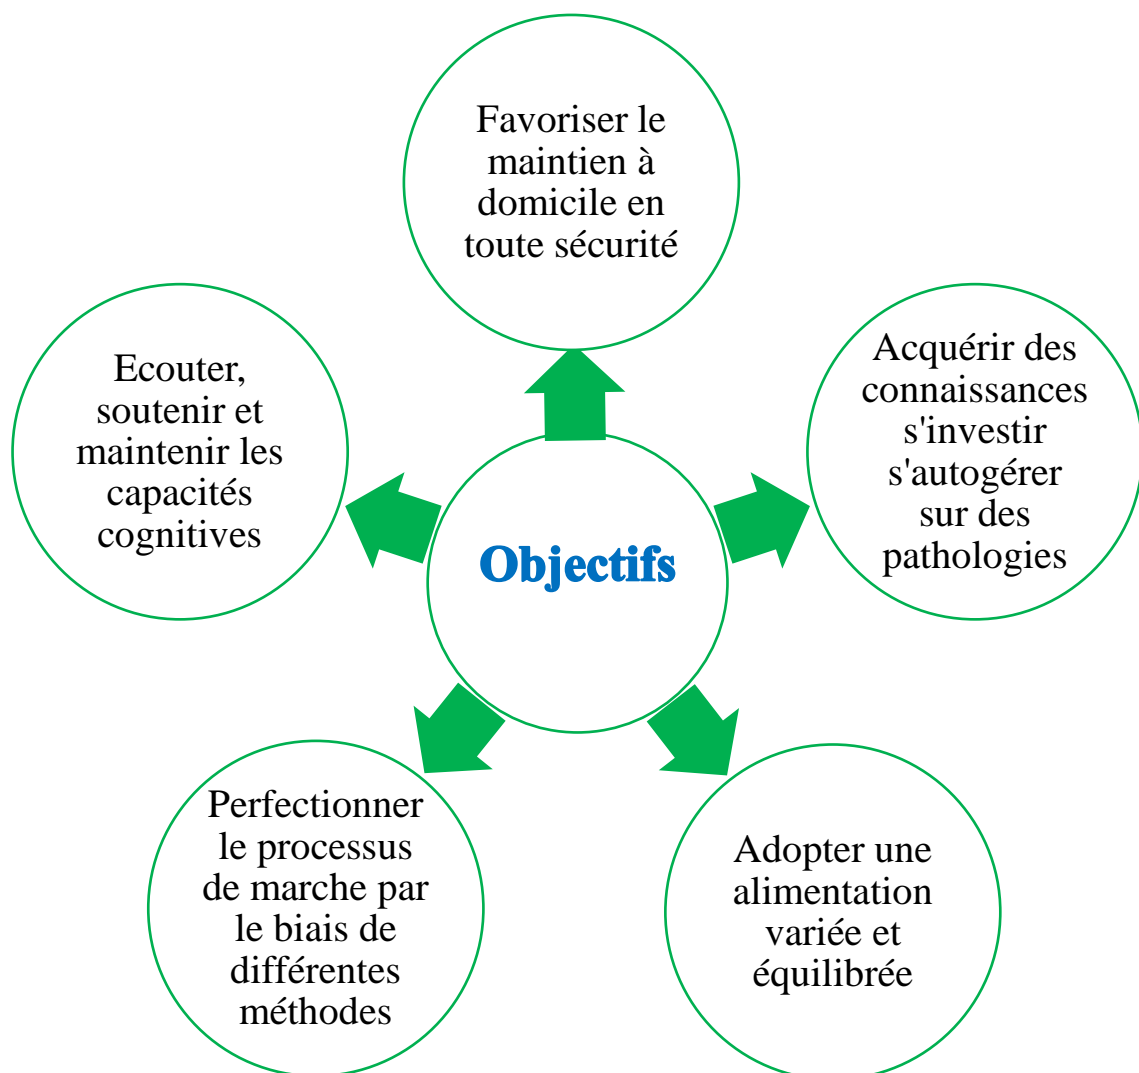 Favoriser le
maintien à
domicile en
toute sécurité
Ecouter,
soutenir et
maintenir les
capacités
cognitives
Acquérir des
connaissances
s'investir
s'autogérer
sur des
pathologies
Objectifs
Perfectionner
le processus
de marche par
le biais de
différentes
méthodes
Adopter une
alimentation
variée et
équilibrée